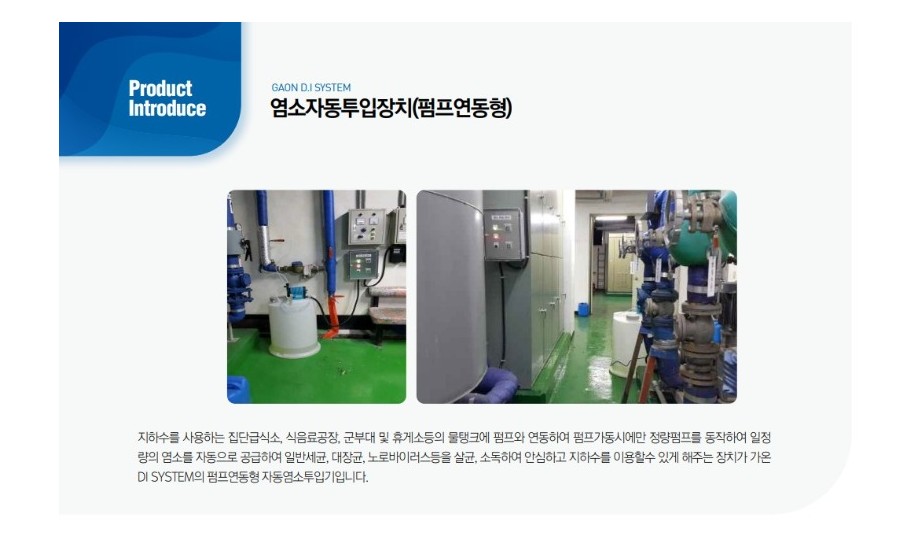 Product
Introduce
GAON D.I SYSTEM
염소자동투입장치(펌프연동형)
지하수를 사용하는 집단급식소, 식음료공장, 군부대 및 휴게소등의 물탱크에 펌프와 연동하여 펌프가동시에만 정량펌프를 동작하여 일정
량의 염소를 자동으로 공급하여 일반세균, 대장균, 노로바이러스등을 살균, 소독하여 안심하고 지하수를 이용할수 있게 해주는 장치가 가온
DI SYSTEM의 펌프연동형 자동염소투입기입니다.